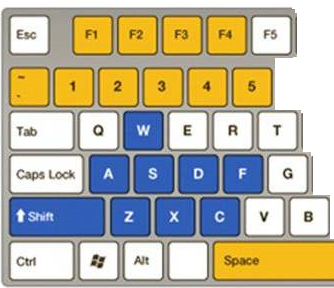 Esc F1 F2 F3 F4 F5
~ 1 2 3 4 5
Tab Q W E R T
Caps Lock A S D F G
Shift Z X C V B
Ctrl Alt Space